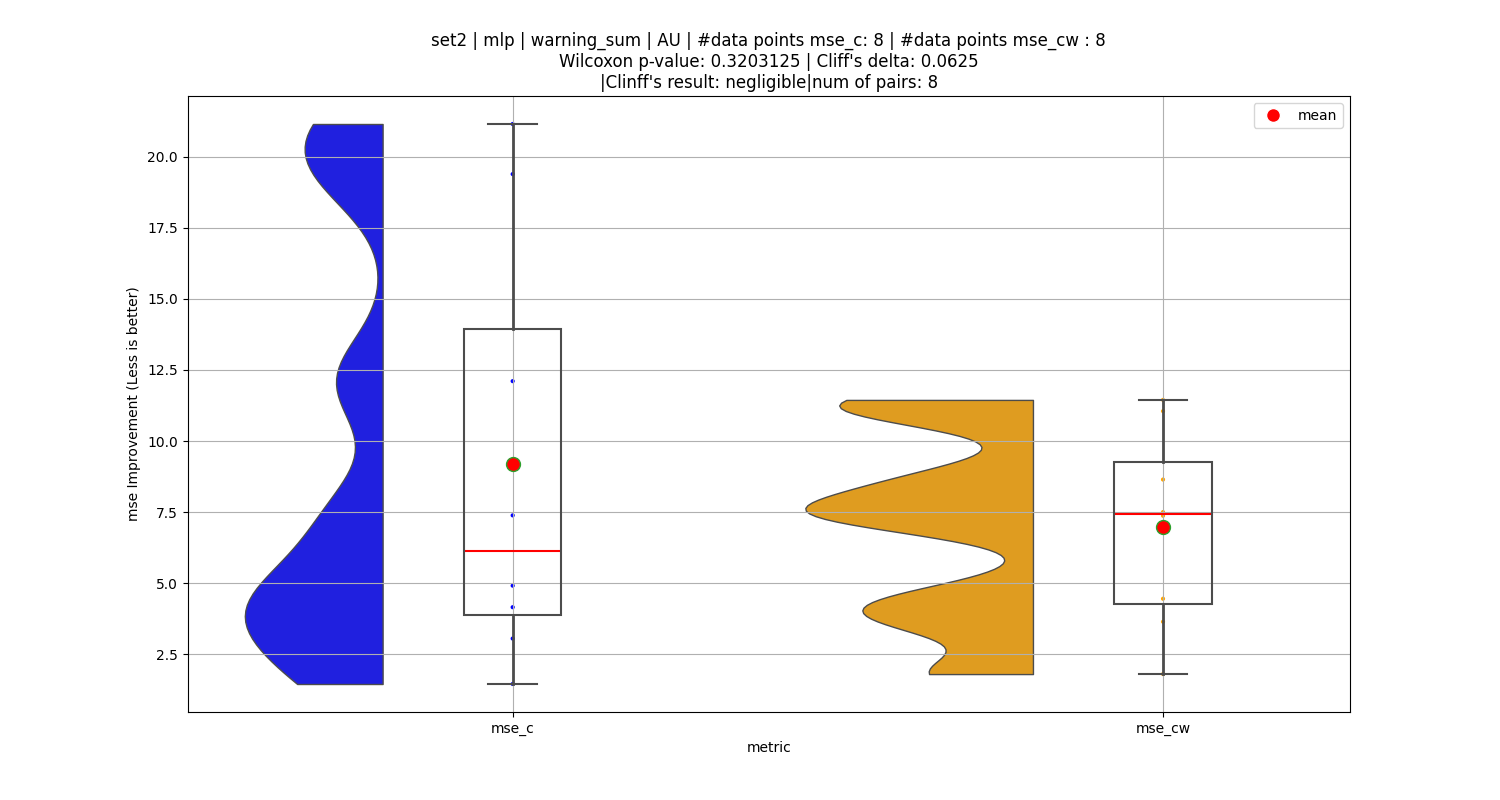 set2 | mlp | warning_sum | AU | #data points mse_c: 8 | #data points mse_cw : 8
Wilcoxon p-value: 0.3203125 | Cliff's delta: 0.0625
|Clinff's result: negligible|num of pairs: 8
mean
mse Improvement (Less is better)
20.0
17.5
15.0
12.5
10.0
7.5
5.0
2.5
mse_c
mse_cw
metric